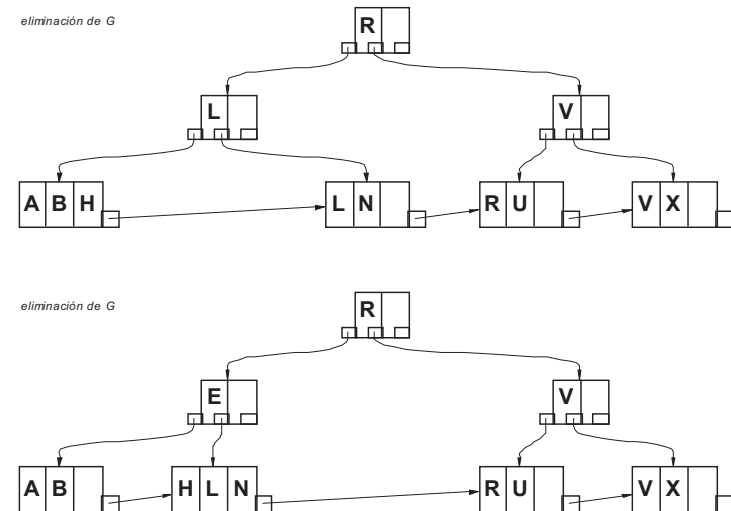 eliminación de G
R
L
V
A B H
L N
R U
V X
eliminación de G
R
E
V
A B
H L N
R U
V X